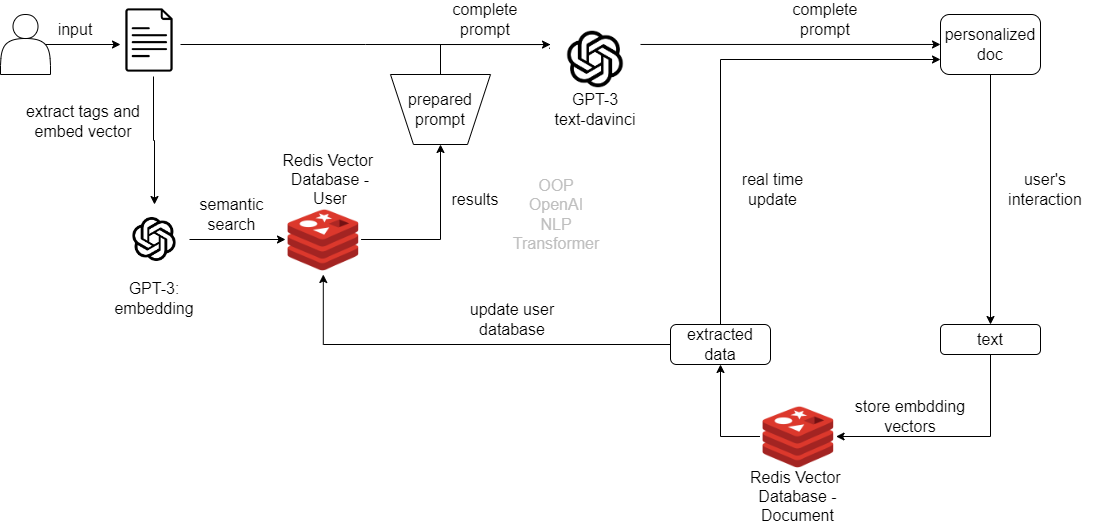 input
complete
prompt
complete
prompt
personalized
doc
extract tags and
embed vector
prepared
prompt
GPT-3
text-davinci
Redis Vector
Database -
User
semantic
search
results
OOP
OpenAI
NLP
Transformer
real time
update
user's
interaction
GPT-3:
embedding
update user
database
extracted
data
text
store embdding
vectors
Redis Vector
Database -
Document